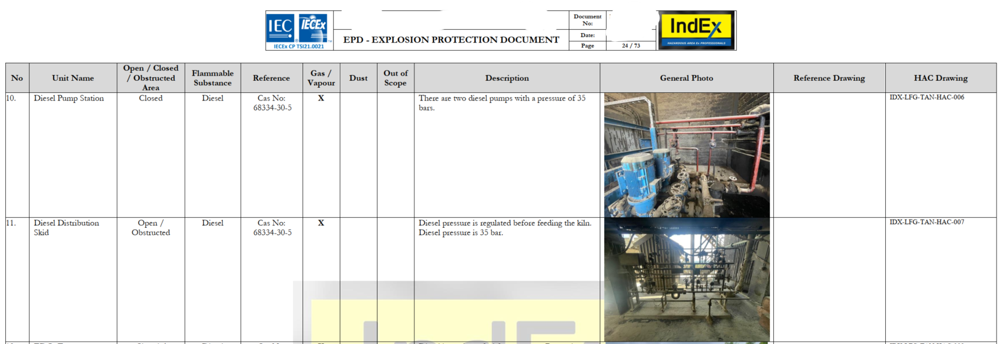 IEC IECEx
IECEx CP TSI21.0021
EPD - EXPLOSION PROTECTION DOCUMENT
Document
No:
Date:
Page 24 / 73
IndEx
HAZARDOUS AREA Ex PROFESSIONALS
No
Unit Name
Open / Closed
/ Obstructed
Area
Flammable
Substance
Reference
Gas /
Vapour
Dust
Out of
Scope
Description
General Photo
Reference Drawing
HAC Drawing
10.
Diesel Pump Station
Closed
Diesel
Cas No:
68334-30-5
X
There are two diesel pumps with a pressure of 35
bars.
IDX-LFG-TAN-HAC-006
11.
Diesel Distribution
Skid
Open /
Obstructed
Diesel
Cas No:
68334-30-5
X
Diesel pressure is regulated before feeding the kiln.
Diesel pressure is 35 bar.
IDX-LFG-TAN-HAC-007